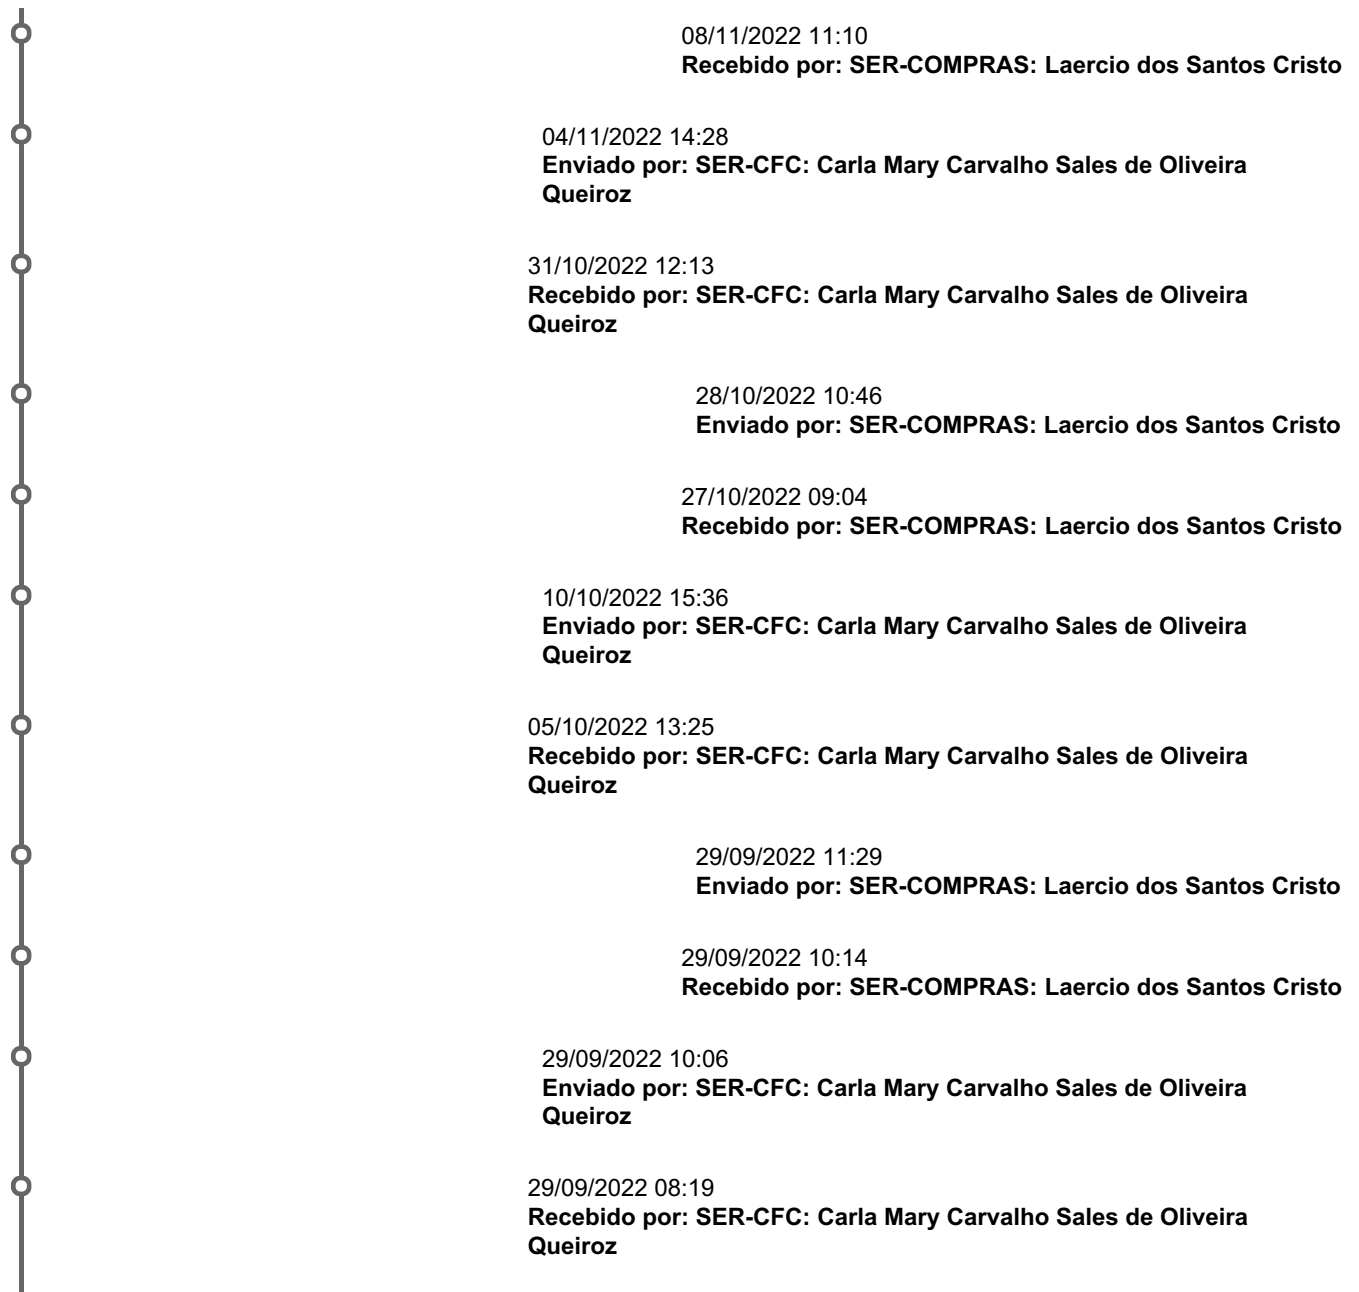 08/11/2022 11:10
Recebido por: SER-COMPRAS: Laercio dos Santos Cristo
04/11/2022 14:28
Enviado por: SER-CFC: Carla Mary Carvalho Sales de Oliveira
Queiroz
31/10/2022 12:13
Recebido por: SER-CFC: Carla Mary Carvalho Sales de Oliveira
Queiroz
28/10/2022 10:46
Enviado por: SER-COMPRAS: Laercio dos Santos Cristo
27/10/2022 09:04
Recebido por: SER-COMPRAS: Laercio dos Santos Cristo
10/10/2022 15:36
Enviado por: SER-CFC: Carla Mary Carvalho Sales de Oliveira
Queiroz
05/10/2022 13:25
Recebido por: SER-CFC: Carla Mary Carvalho Sales de Oliveira
Queiroz
29/09/2022 11:29
Enviado por: SER-COMPRAS: Laercio dos Santos Cristo
29/09/2022 10:14
Recebido por: SER-COMPRAS: Laercio dos Santos Cristo
29/09/2022 10:06
Enviado por: SER-CFC: Carla Mary Carvalho Sales de Oliveira
Queiroz
29/09/2022 08:19
Recebido por: SER-CFC: Carla Mary Carvalho Sales de Oliveira
Queiroz